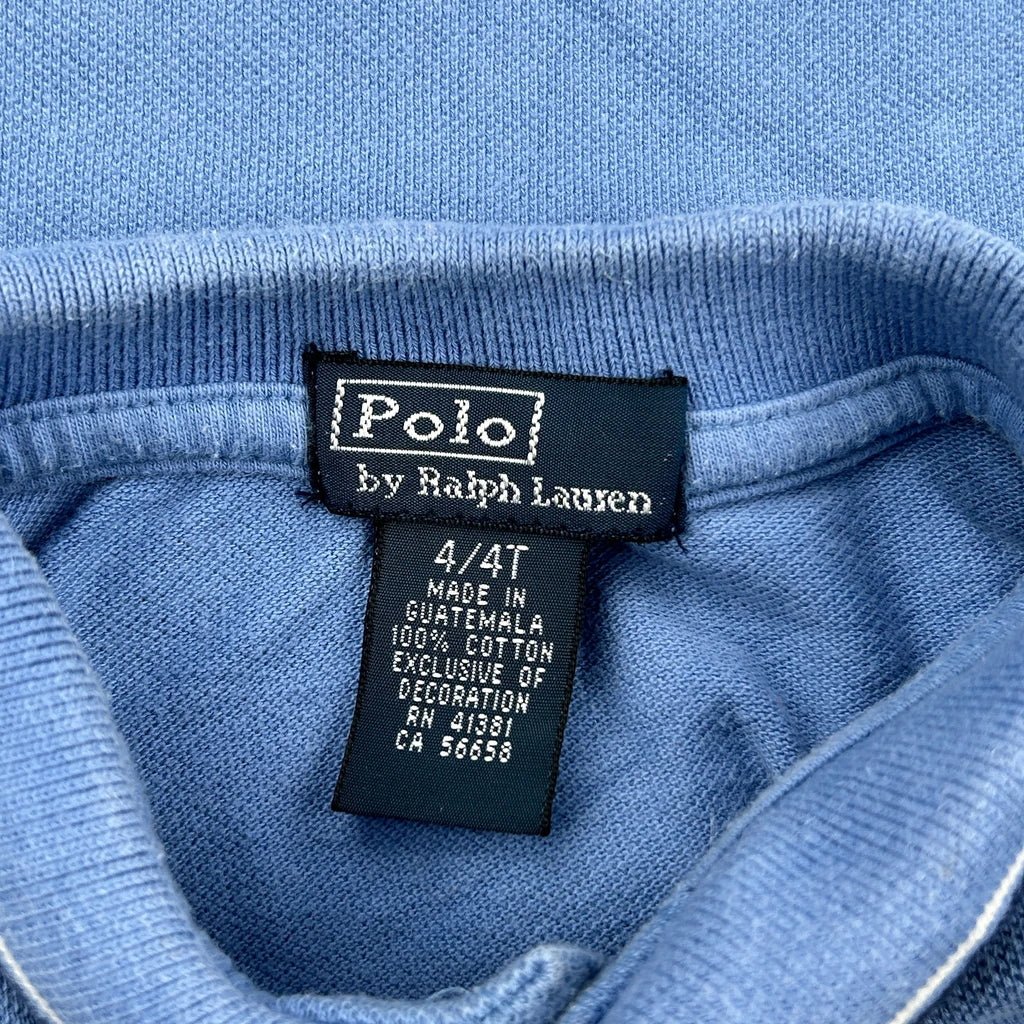 Polo
by Ralph Lauren
4/4T
MADE IN
GUATEMALA
100% COTTON
EXCLUSIVE OF
DECORATION
RN 41381
CA 56658